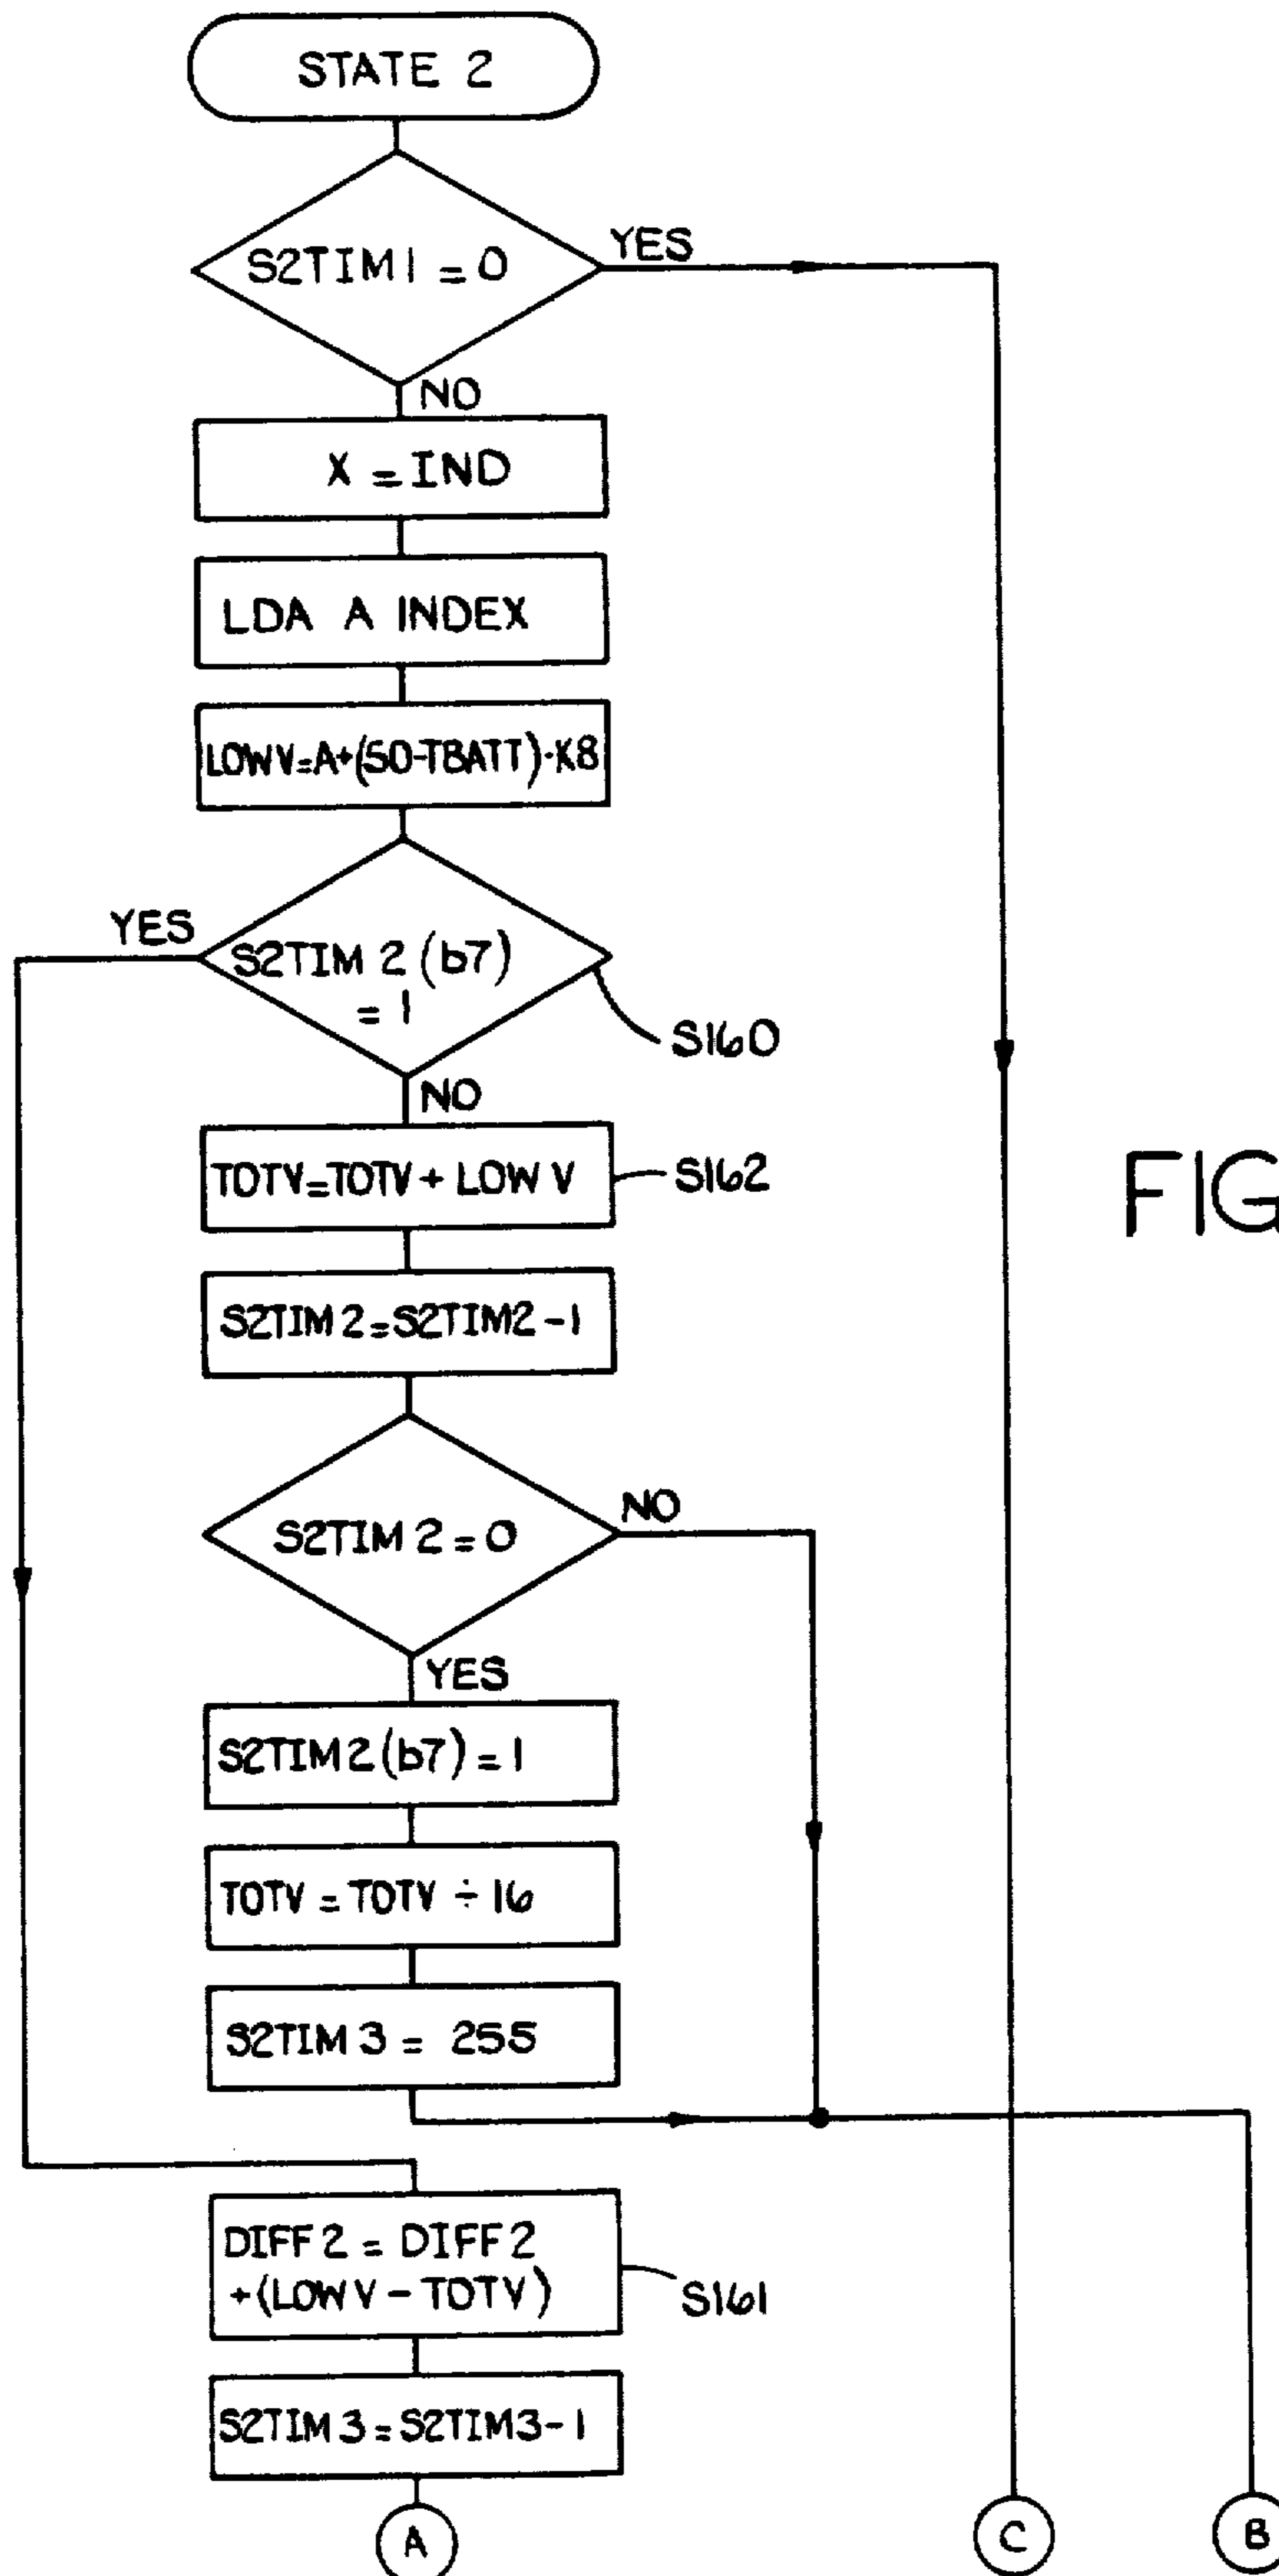 STATE 2
S2TIM1 = 0
YES
NO
X = IND
LDA A INDEX
LOWV=A+(50-TBATT)·K8
YES
S2TIM 2 (b7)
= 1
S160
NO
TOTV=TOTV + LOW V
S162
FIG
S2TIM 2=S2TIM2-1
S2TIM 2 = 0
NO
YES
S2TIM 2 (b7) = 1
TOTV = TOTV ÷ 16
S2TIM 3 = 255
DIFF 2 = DIFF 2
+(LOW V - TOTV)
S161
S2TIM 3=S2TIM3-1
A
C
B